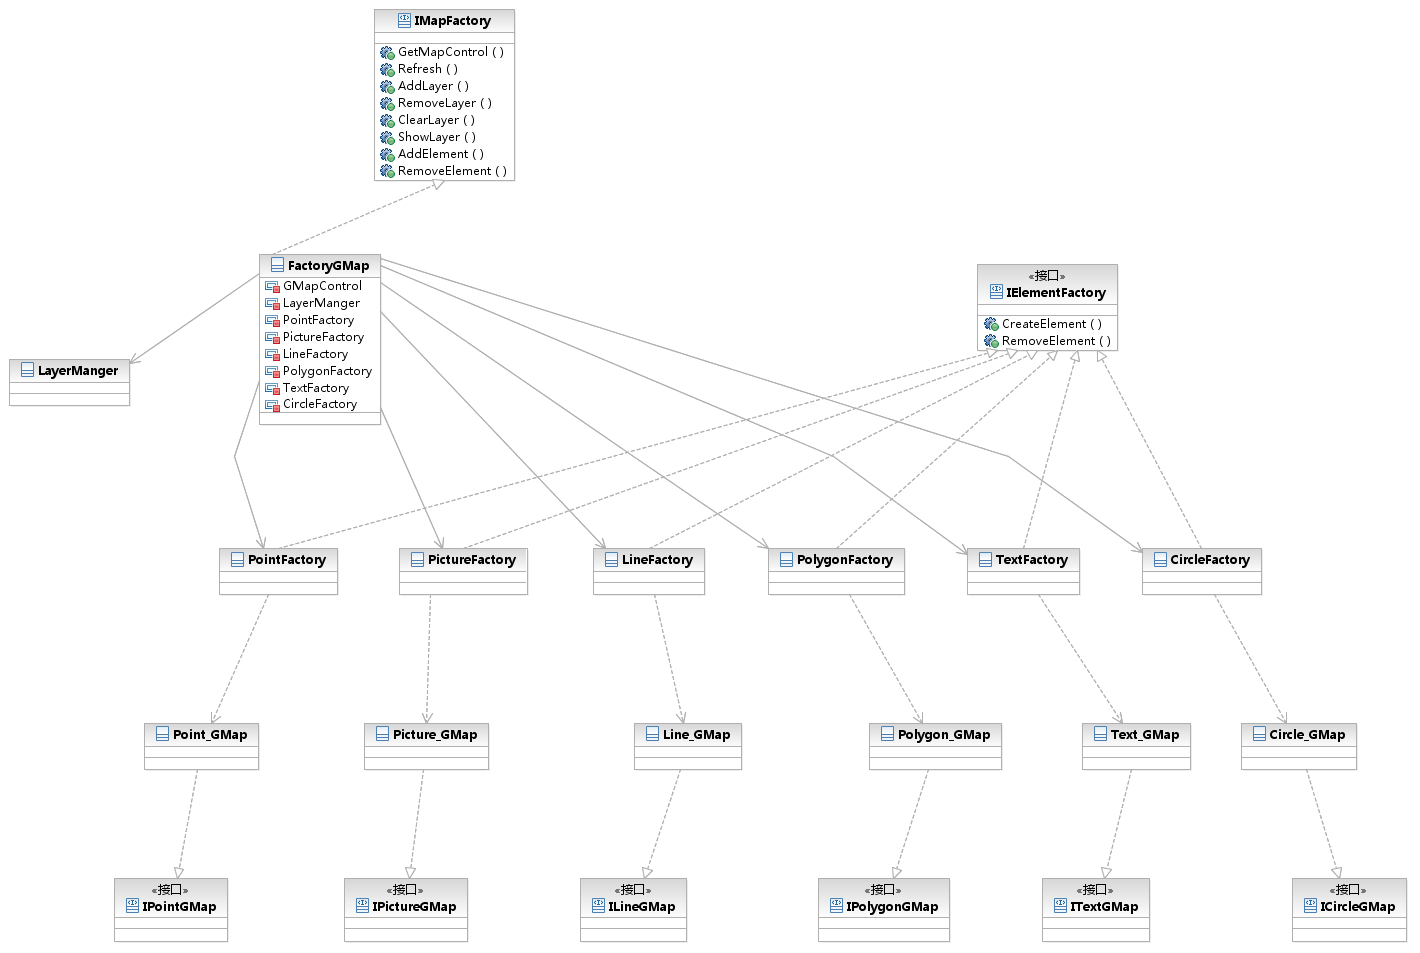 IMapFactory
GetMapControl ( )
Refresh ( )
AddLayer ( )
RemoveLayer ( )
ClearLayer ( )
ShowLayer ( )
AddElement ( )
RemoveElement ( )
FactoryGMap
GMapControl
LayerManger
PointFactory
PictureFactory
LineFactory
PolygonFactory
TextFactory
CircleFactory
«接口»
IElementFactory
CreateElement ( )
RemoveElement ( )
LayerManger
PointFactory
PictureFactory
LineFactory
PolygonFactory
TextFactory
CircleFactory
Point_GMap
Picture_GMap
Line_GMap
Polygon_GMap
Text_GMap
Circle_GMap
«接口»
IPointGMap
«接口»
IPictureGMap
«接口»
ILineGMap
«接口»
IPolygonGMap
«接口»
ITextGMap
«接口»
ICircleGMap